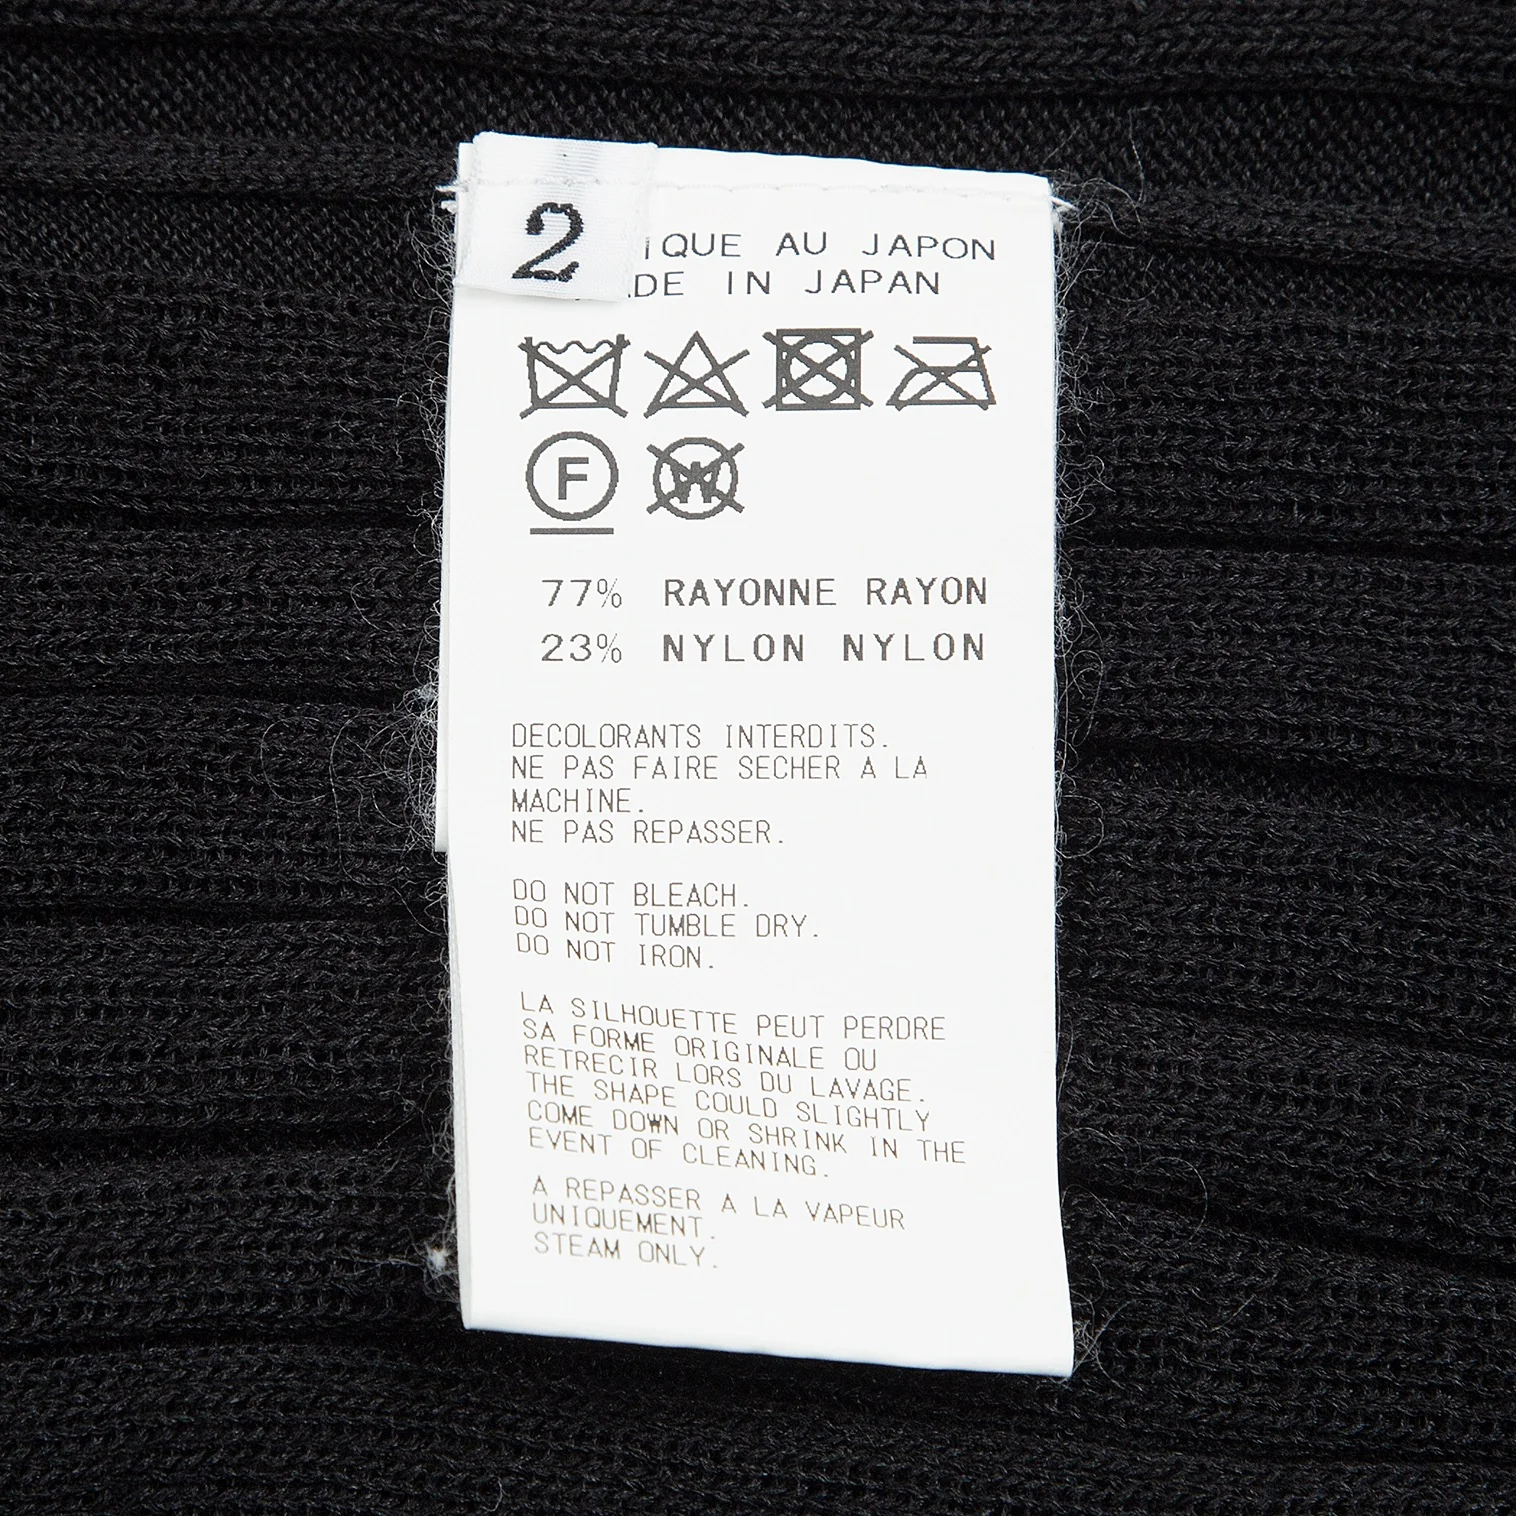 2
IQUE AU JAPON
DE IN JAPAN
F
W
77% RAYONNE RAYON
23% NYLON NYLON
DECOLORANTS INTERDITS.
NE PAS FAIRE SECHER A LA
MACHINE.
NE PAS REPASSER.
DO NOT BLEACH.
DO NOT TUMBLE DRY.
DO NOT IRON.
LA SILHOUETTE PEUT PERDRE
SA FORME ORIGINALE OU
RETRECIR LORS DU LAVAGE.
THE SHAPE COULD SLIGHTLY
COME DOWN OR SHRINK IN THE
EVENT OF CLEANING.
A REPASSER A LA VAPEUR
UNIQUEMENT.
STEAM ONLY.